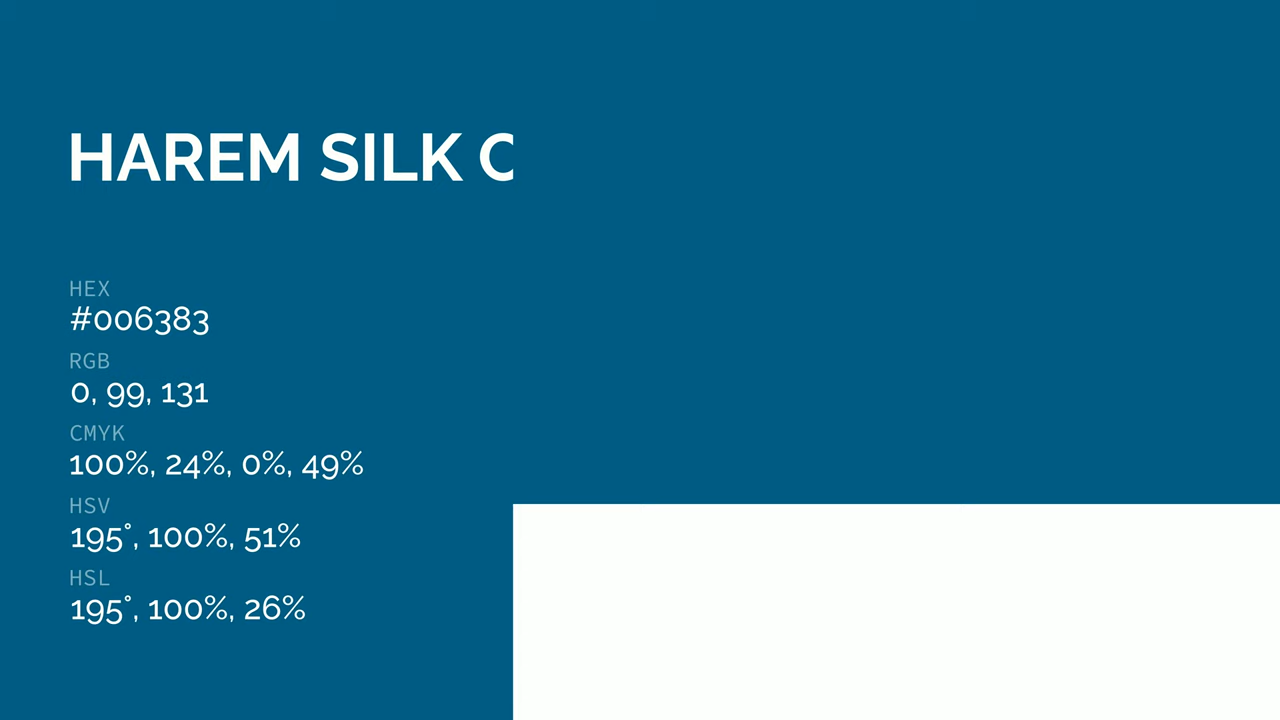 HAREM SILK C
HEX
#006383
RGB
0, 99, 131
CMYK
100%, 24%, 0%, 49%
HSV
195°, 100%, 51%
HSL
195°, 100%, 26%